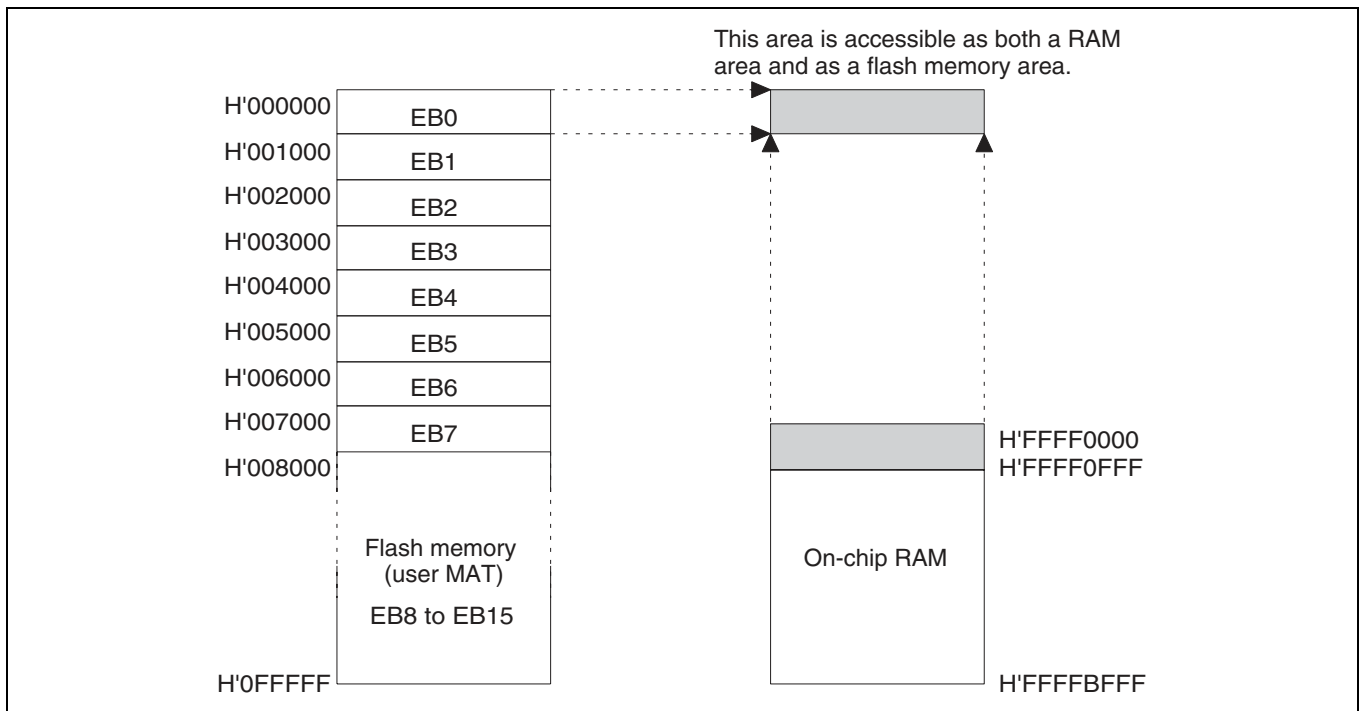 This area is accessible as both a RAM
area and as a flash memory area.
H'000000
EB0
H'001000
EB1
H'002000
EB2
H'003000
EB3
H'004000
EB4
H'005000
EB5
H'006000
EB6
H'007000
EB7
H'008000
Flash memory
(user MAT)
EB8 to EB15
H'0FFFFF
H'FFFF0000
H'FFFF0FFF
On-chip RAM
H'FFFFBFFF